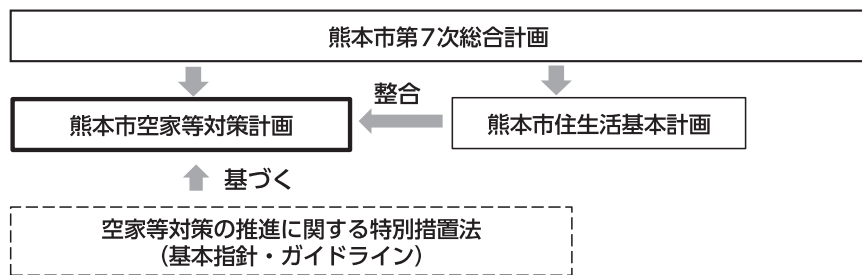 熊本市第7次総合計画
整合
熊本市空家等対策計画
熊本市住生活基本計画
基づく
空家等対策の推進に関する特別措置法
（基本指針・ガイドライン）